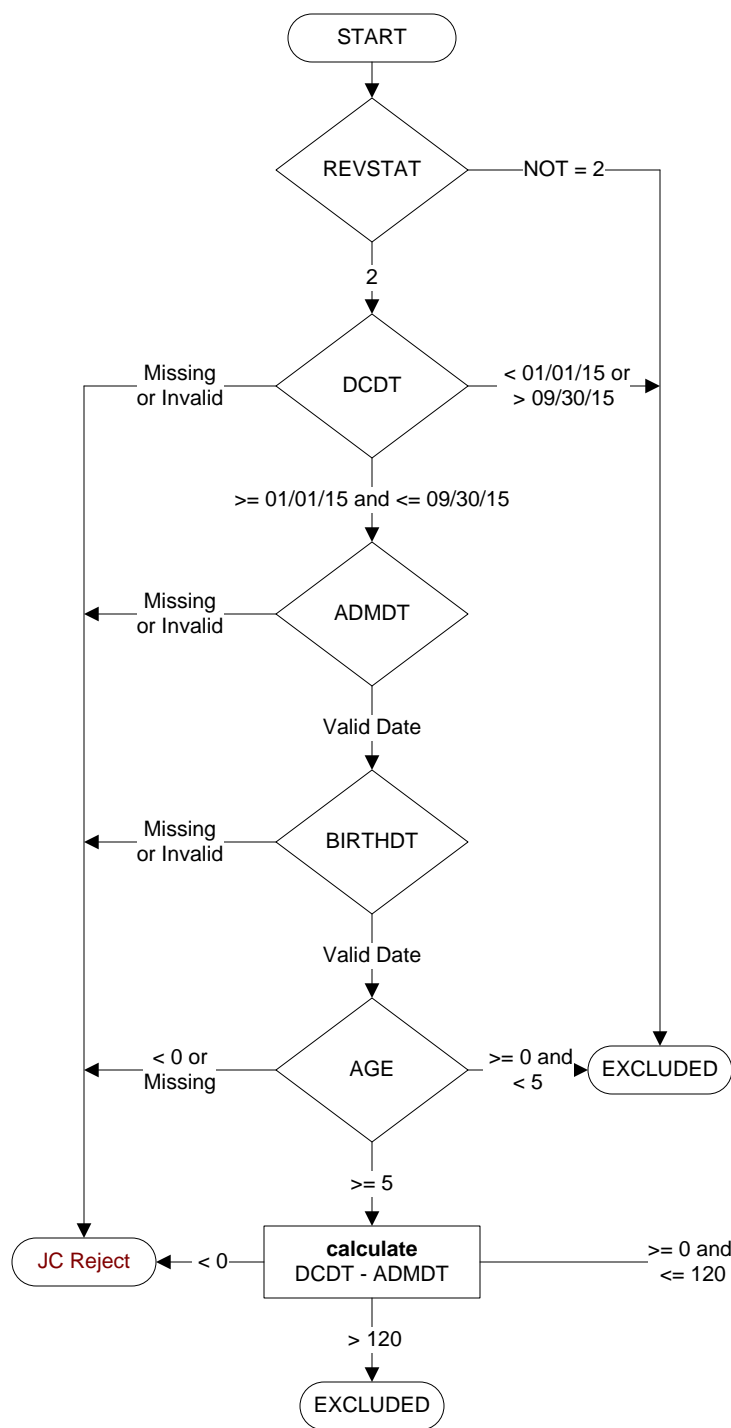 START
REVSTAT
NOT = 2
2
Missing
or Invalid
DCDT
< 01/01/15 or
> 09/30/15
>= 01/01/15 and <= 09/30/15
Missing
or Invalid
ADMDT
Valid Date
Missing
or Invalid
BIRTHDT
Valid Date
< 0 or
Missing
AGE
>= 0 and
< 5
EXCLUDED
>= 5
JC Reject
< 0
calculate
DCDT - ADMDT
>= 0 and
<= 120
> 120
EXCLUDED